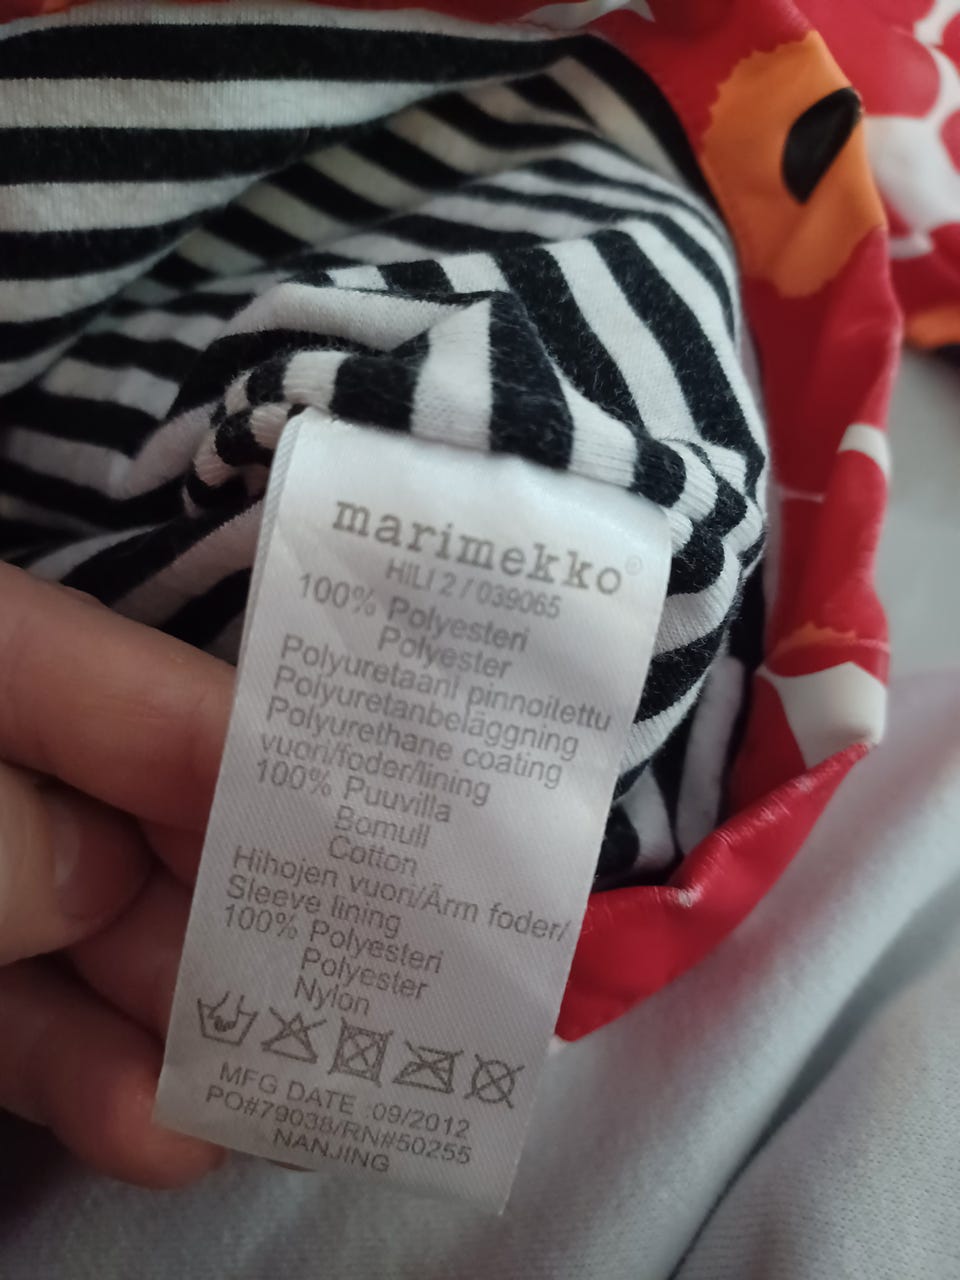 marimekko®
HILI 2 / 039065
100% Polyesteri
Polyester
Polyuretaani pinnoilettu
Polyuretanbeläggning
Polyurethane coating
vuori/foder/lining
100% Puuvilla
Bomull
Cotton
Hihojen vuori/Ärm foder/
Sleeve lining
100% Polyesteri
Polyester
Nylon
MFG DATE :09/2012
PO#79038/RN#50255
NANJING